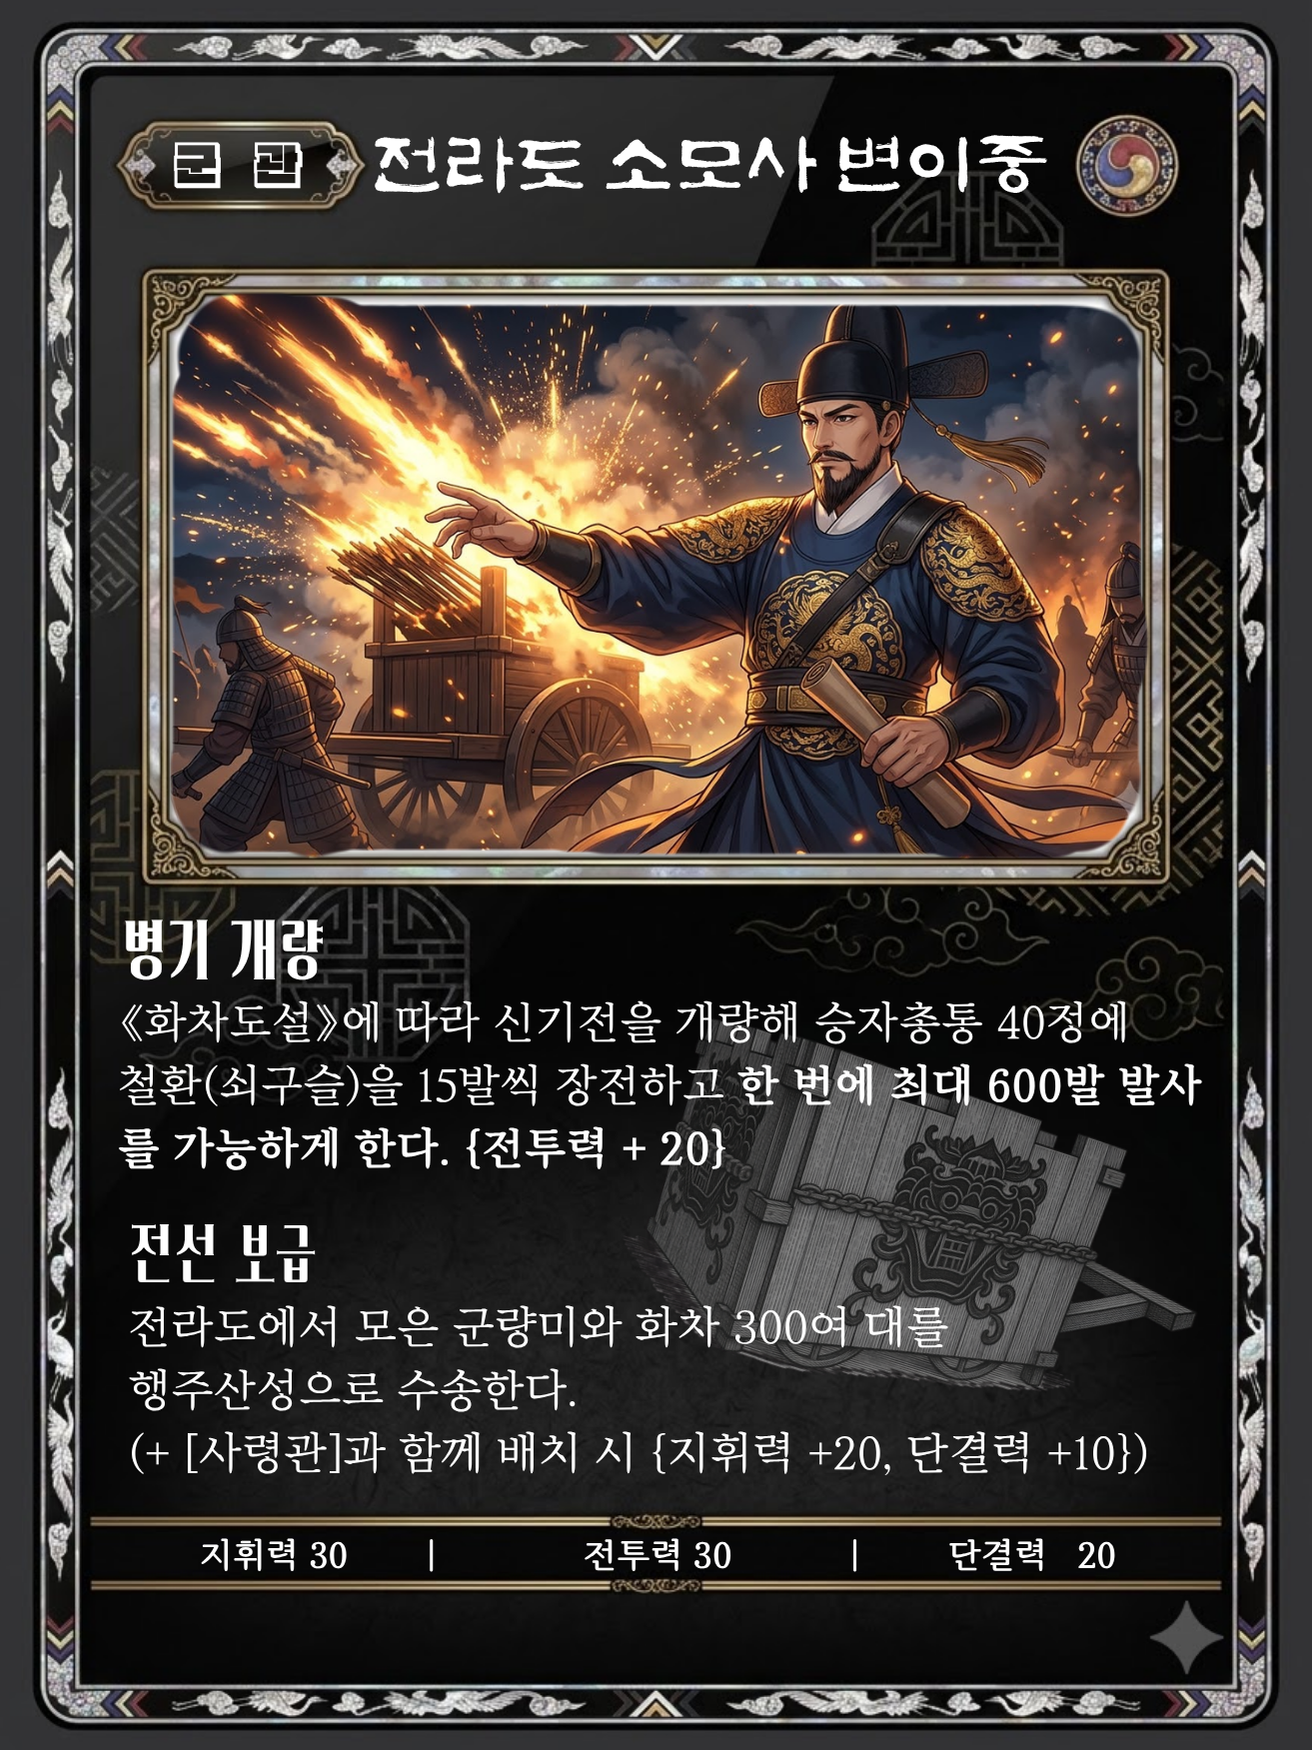 군 관 전라도 소모사 변이중
병기 개량
《화차도설》에 따라 신기전을 개량해 승자총통 40정에
철환(쇠구슬)을 15발씩 장전하고 한 번에 최대 600발 발사
를 가능하게 한다. {전투력 + 20}
전선 보급
전라도에서 모은 군량미와 화차 300여 대를
행주산성으로 수송한다.
(+ [사령관]과 함께 배치 시 {지휘력 +20, 단결력 +10})
지휘력 30 | 전투력 30 | 단결력 20